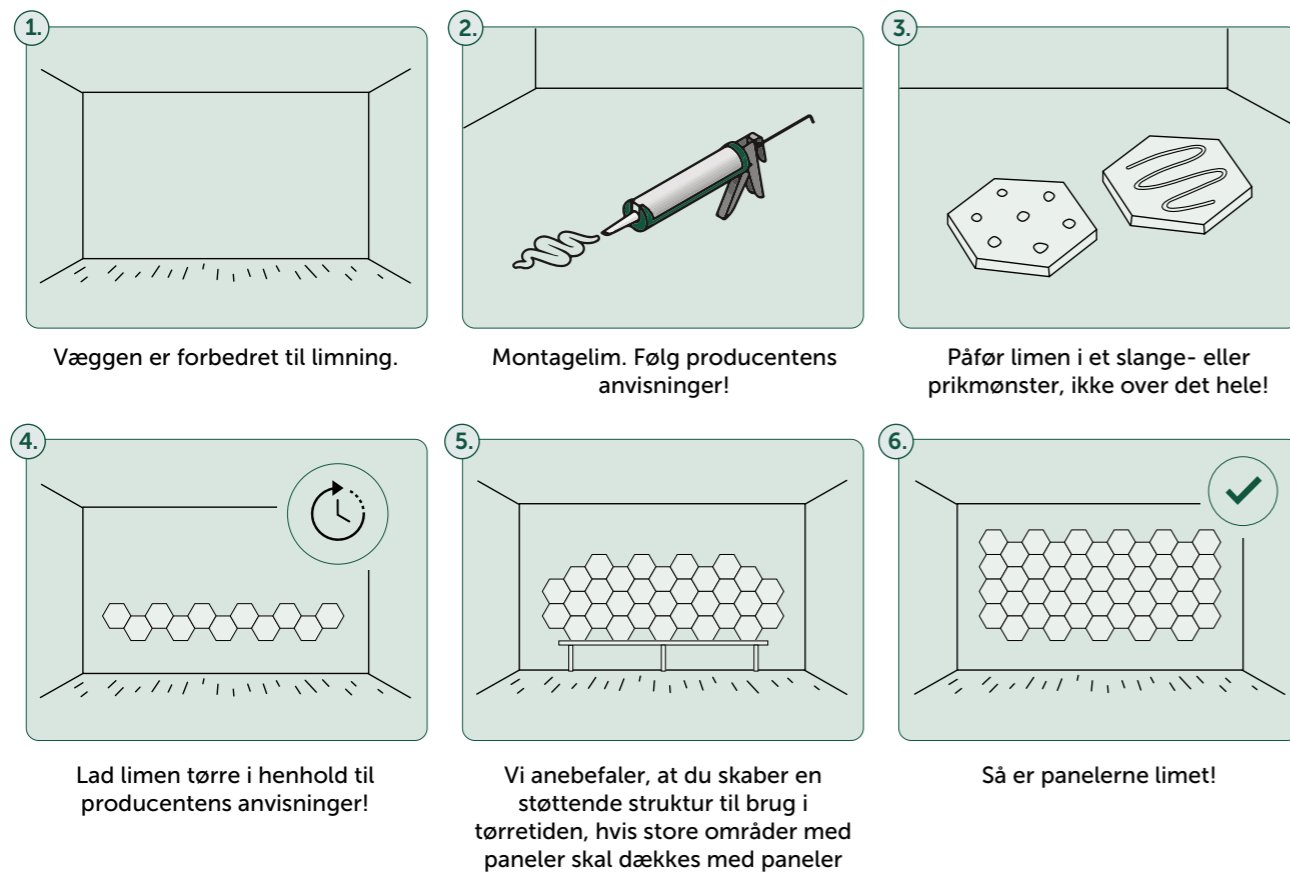 1.
Væggen er forbedret til limning.
2.
Montagelim. Følg producentens
anvisninger!
3.
Påfør limen i et slange- eller
prikmønster, ikke over det hele!
4.
Lad limen tørre i henhold til
producentens anvisninger!
5.
Vi anebefaler, at du skaber en
støttende struktur til brug i
tørretiden, hvis store områder med
paneler skal dækkes med paneler
6.
Så er panelerne limet!